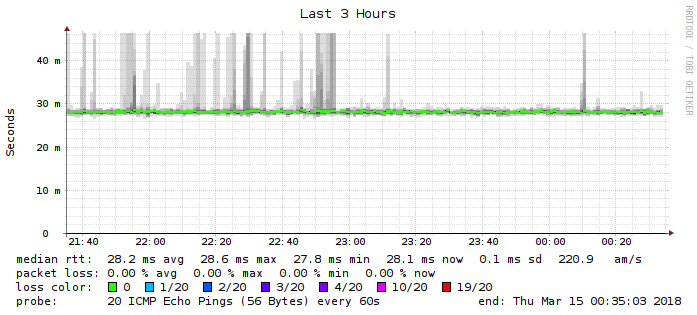 Last 3 Hours
RRDTOOL / TOBI OETIKER
Seconds
40 m
30 m
20 m
10 m
0
21:40 22:00 22:20 22:40 23:00 23:20 23:40 00:00 00:20
median rtt: 28.2 ms avg 28.6 ms max 27.8 ms min 28.1 ms now 0.1 ms sd 220.9 am/s
packet loss: 0.00 % avg 0.00 % max 0.00 % min 0.00 % now
loss color: 0 1/20 2/20 3/20 4/20 10/20 19/20
probe: 20 ICMP Echo Pings (56 Bytes) every 60s end: Thu Mar 15 00:35:03 2018